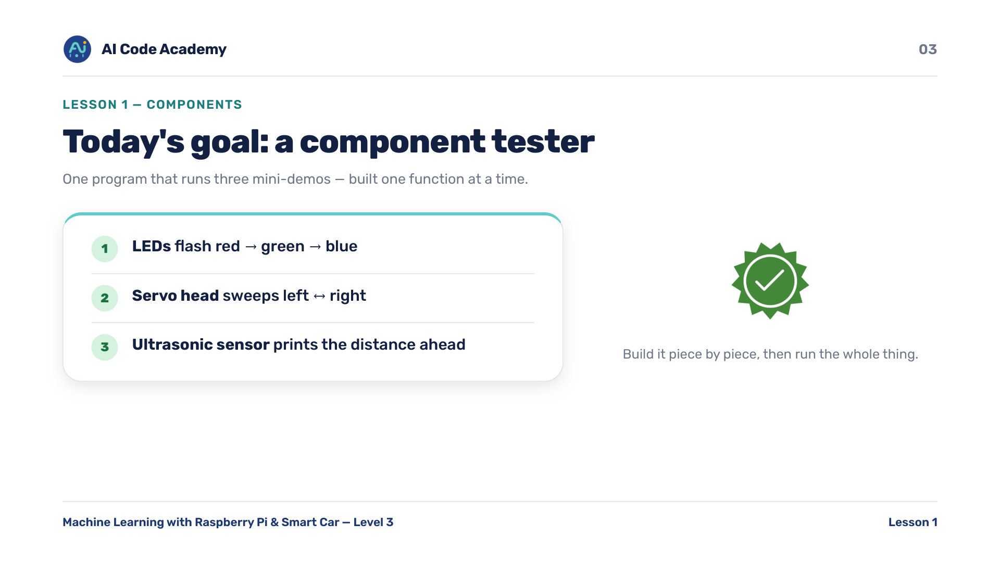 AI Code Academy
03
LESSON 1 — COMPONENTS
Today's goal: a component tester
One program that runs three mini-demos — built one function at a time.
1 LEDs flash red → green → blue
2 Servo head sweeps left ↔ right
3 Ultrasonic sensor prints the distance ahead
Build it piece by piece, then run the whole thing.
Machine Learning with Raspberry Pi & Smart Car — Level 3
Lesson 1